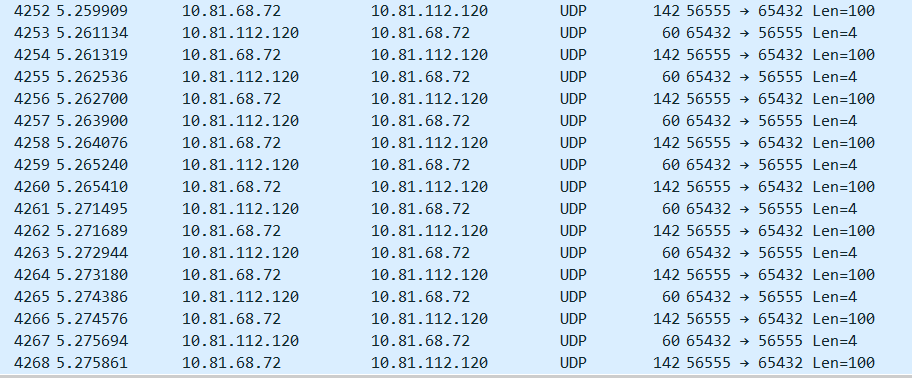 4252 5.259909 10.81.68.72 10.81.112.120 UDP 142 56555 → 65432 Len=100
4253 5.261134 10.81.112.120 10.81.68.72 UDP 60 65432 → 56555 Len=4
4254 5.261319 10.81.68.72 10.81.112.120 UDP 142 56555 → 65432 Len=100
4255 5.262536 10.81.112.120 10.81.68.72 UDP 60 65432 → 56555 Len=4
4256 5.262700 10.81.68.72 10.81.112.120 UDP 142 56555 → 65432 Len=100
4257 5.263900 10.81.112.120 10.81.68.72 UDP 60 65432 → 56555 Len=4
4258 5.264076 10.81.68.72 10.81.112.120 UDP 142 56555 → 65432 Len=100
4259 5.265240 10.81.112.120 10.81.68.72 UDP 60 65432 → 56555 Len=4
4260 5.265410 10.81.68.72 10.81.112.120 UDP 142 56555 → 65432 Len=100
4261 5.271495 10.81.112.120 10.81.68.72 UDP 60 65432 → 56555 Len=4
4262 5.271689 10.81.68.72 10.81.112.120 UDP 142 56555 → 65432 Len=100
4263 5.272944 10.81.112.120 10.81.68.72 UDP 60 65432 → 56555 Len=4
4264 5.273180 10.81.68.72 10.81.112.120 UDP 142 56555 → 65432 Len=100
4265 5.274386 10.81.112.120 10.81.68.72 UDP 60 65432 → 56555 Len=4
4266 5.274576 10.81.68.72 10.81.112.120 UDP 142 56555 → 65432 Len=100
4267 5.275694 10.81.112.120 10.81.68.72 UDP 60 65432 → 56555 Len=4
4268 5.275861 10.81.68.72 10.81.112.120 UDP 142 56555 → 65432 Len=100